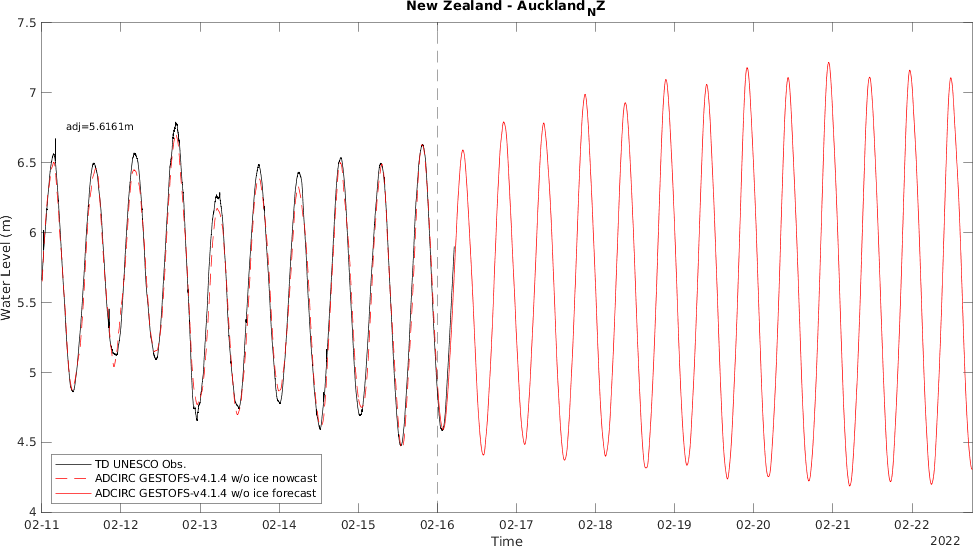 New Zealand - Auckland_NZ
7.5
7
6.5
6
5.5
5
4.5
4
Water Level (m)
adj=5.6161m
TD UNESCO Obs.
ADCIRC GESTOFS-v4.1.4 w/o ice nowcast
ADCIRC GESTOFS-v4.1.4 w/o ice forecast
02-11 02-12 02-13 02-14 02-15 02-16 02-17 02-18 02-19 02-20 02-21 02-22
Time
2022